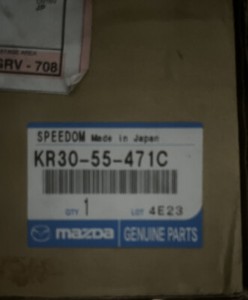 GRV - 708
SPEEDOM Made in Japan
KR30-55-471C
QTY 1 LOT 4E23
mazda GENUINE PARTS